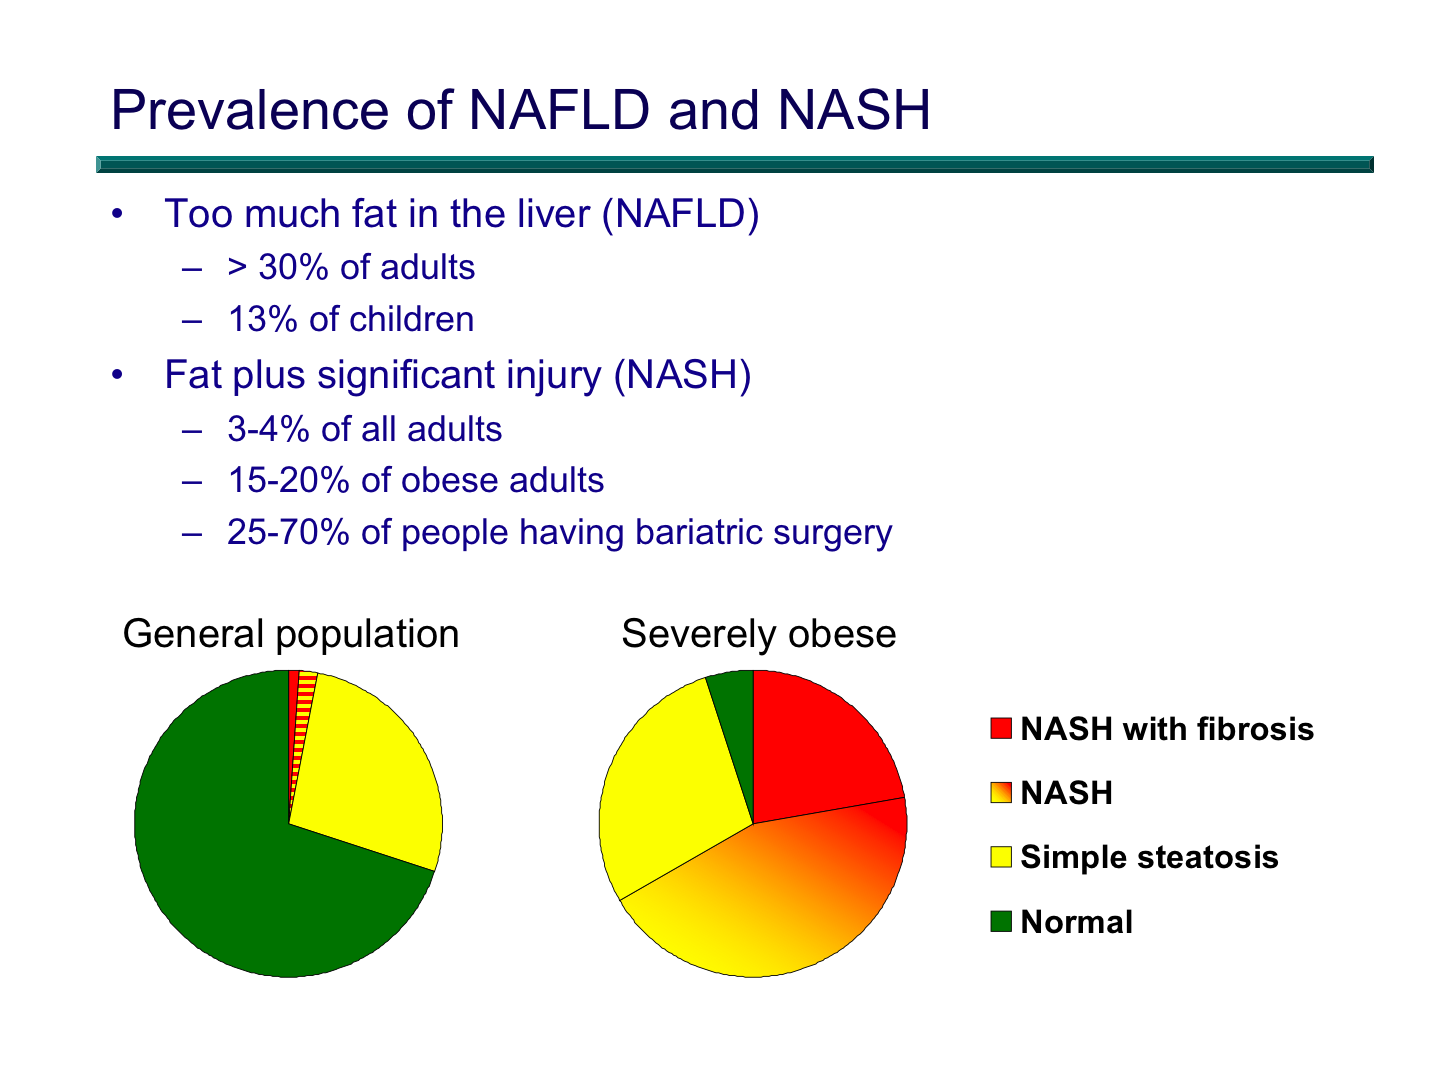 Prevalence of NAFLD and NASH
• Too much fat in the liver (NAFLD)
– > 30% of adults
– 13% of children
• Fat plus significant injury (NASH)
– 3-4% of all adults
– 15-20% of obese adults
– 25-70% of people having bariatric surgery
General population
Severely obese
NASH with fibrosis
NASH
Simple steatosis
Normal